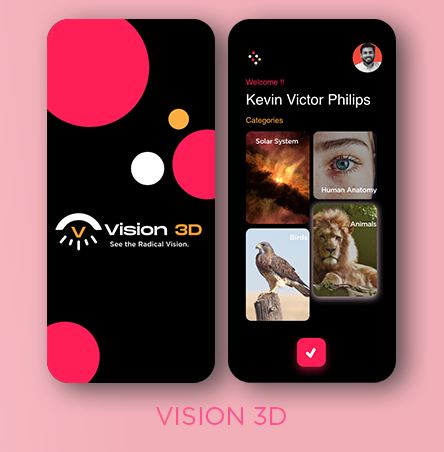 Vision 3D
See the Radical Vision.
Welcome !!
Kevin Victor Philips
Categories
Solar System
Human Anatomy
Birds
Animals
VISION 3D